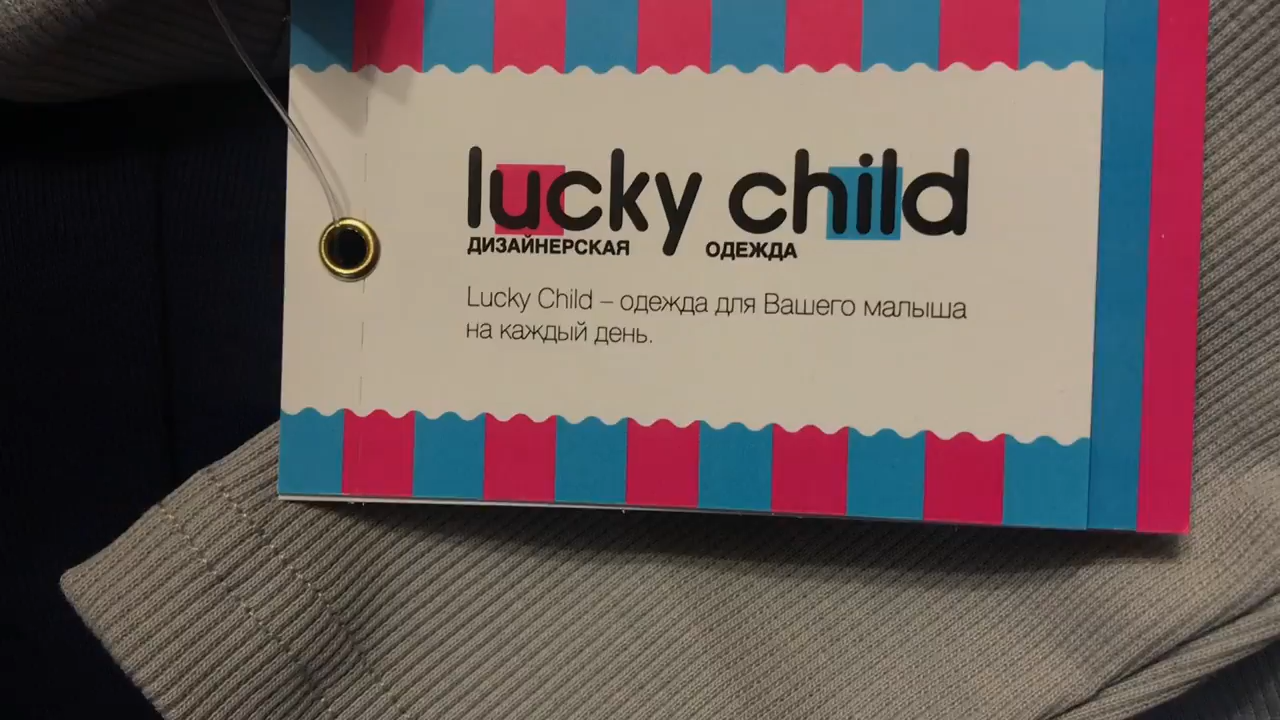 lucky child
ДИЗАЙНЕРСКАЯ ОДЕЖДА
Lucky Child – одежда для Вашего малыша
на каждый день.